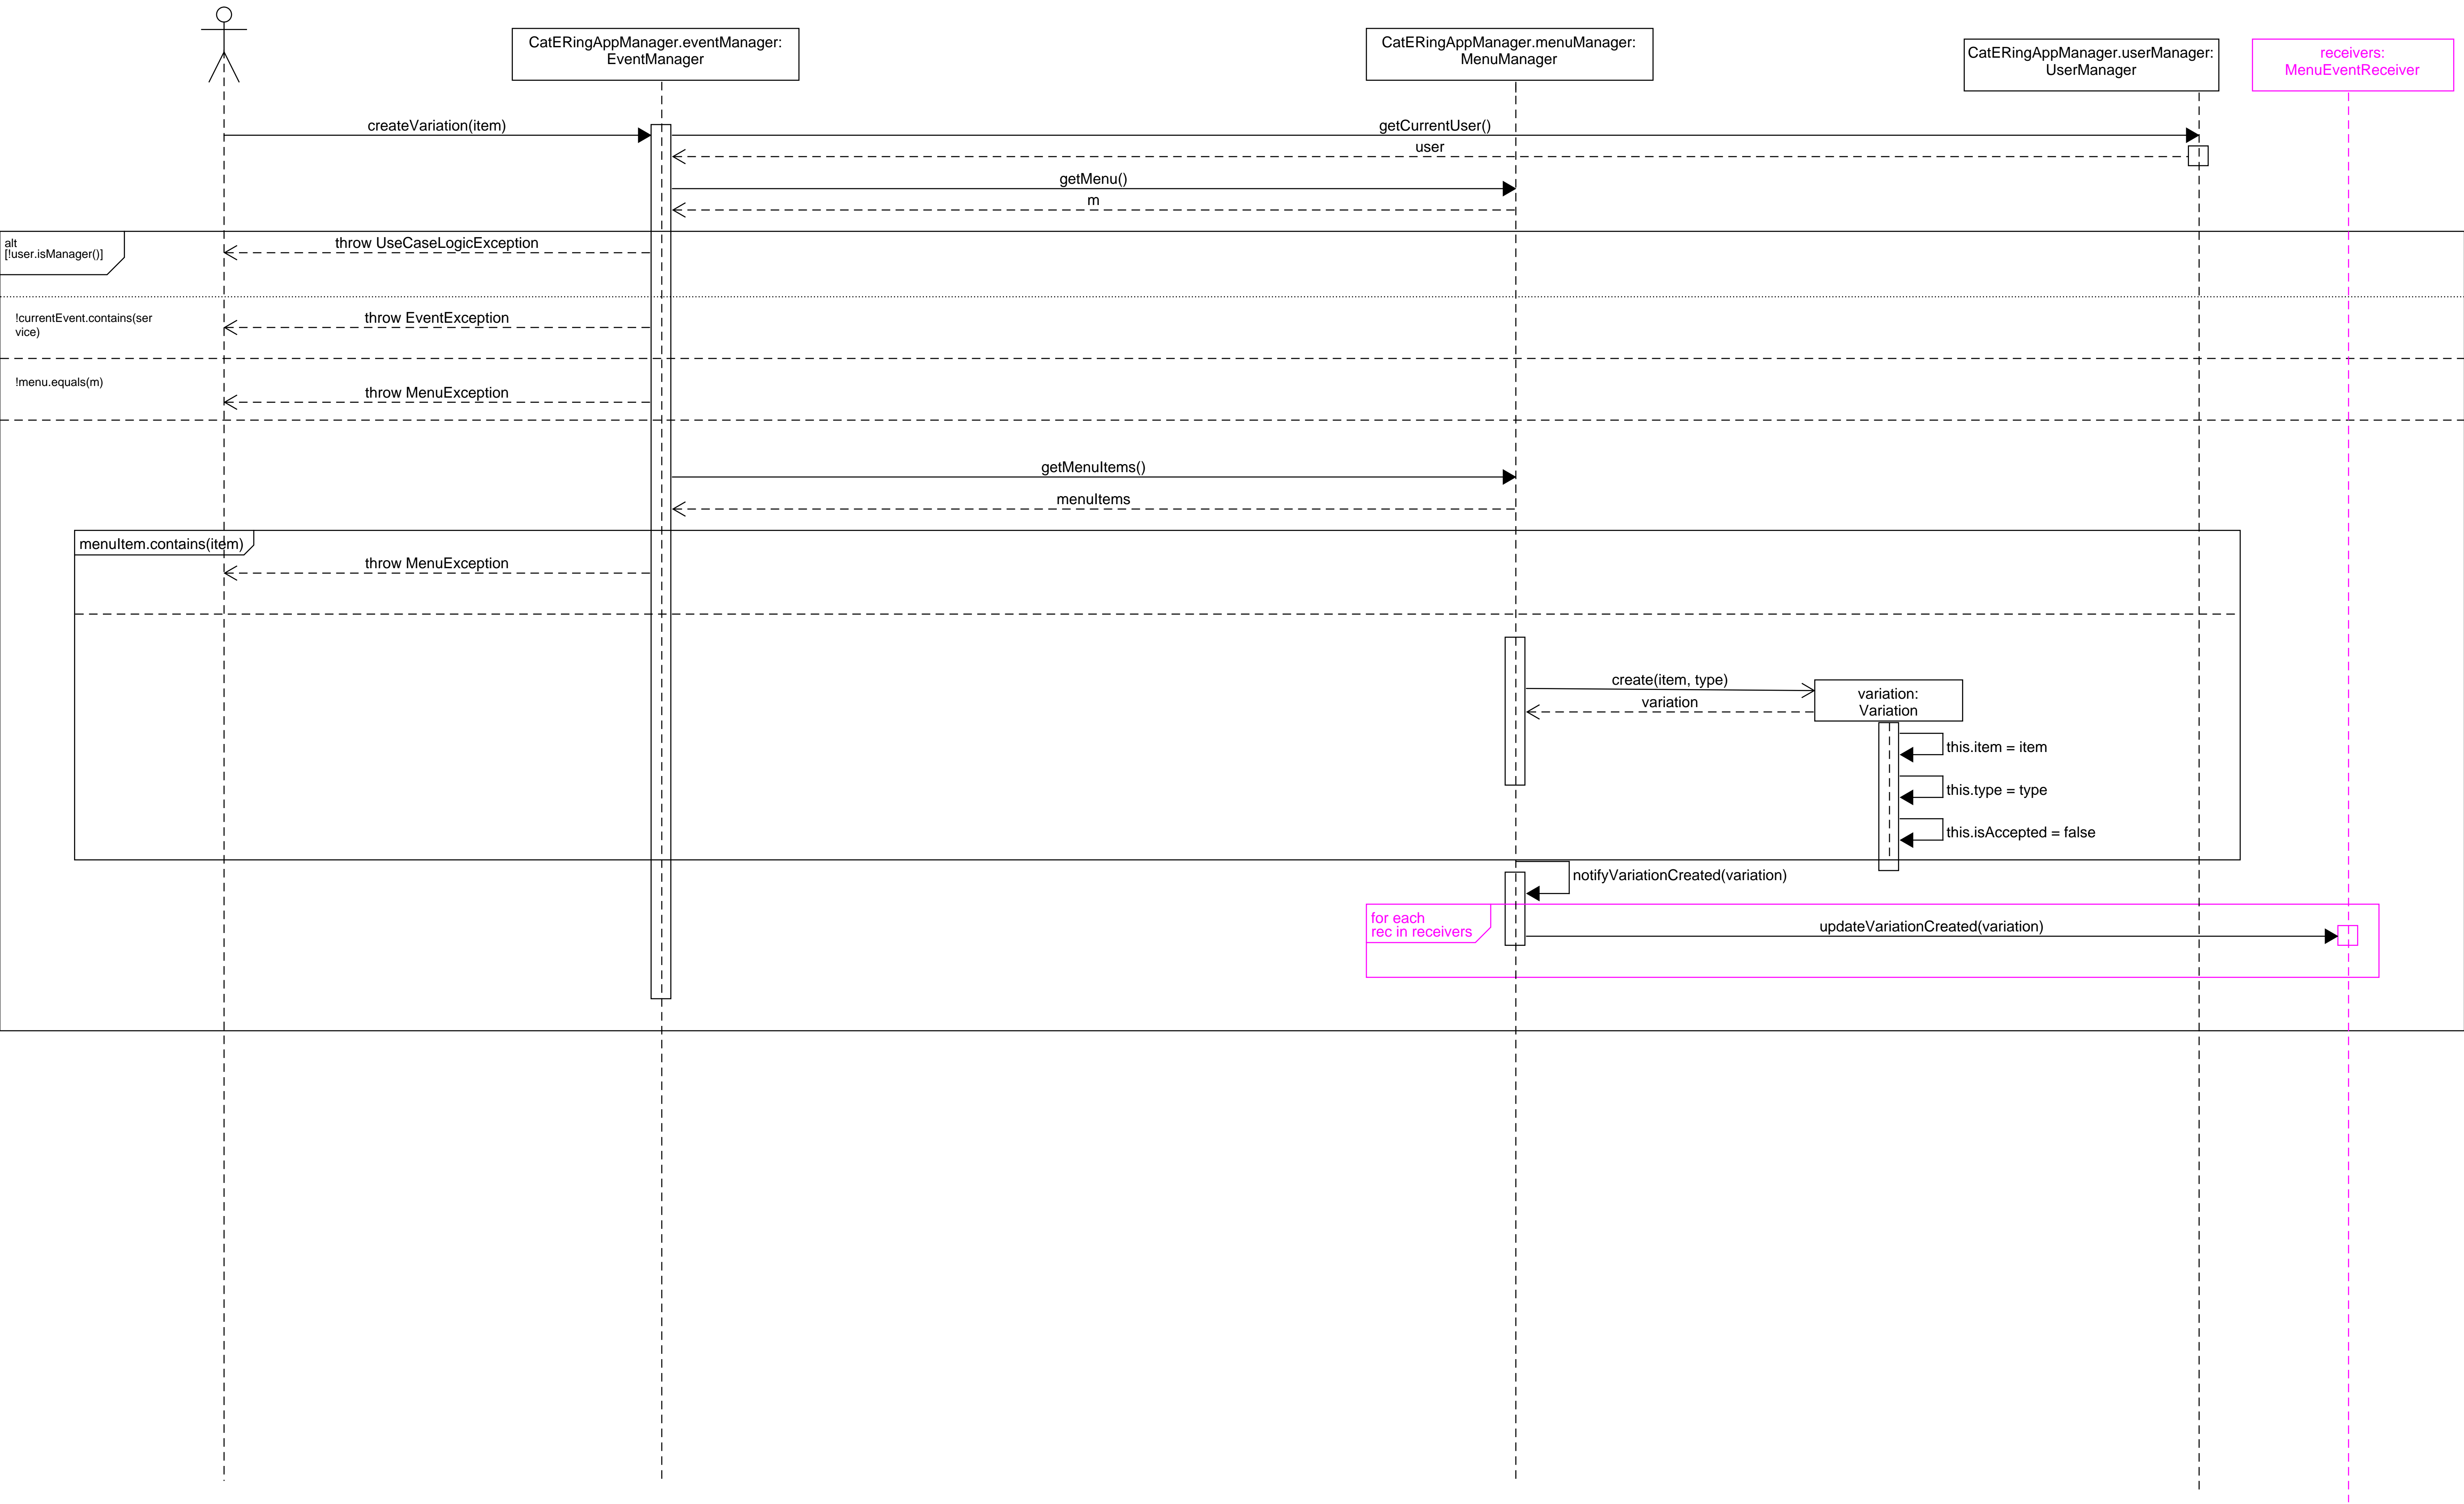 CatERingAppManager.eventManager:
EventManager
CatERingAppManager.menuManager:
MenuManager
CatERingAppManager.userManager:
UserManager
receivers:
MenuEventReceiver
createVariation(item)
getCurrentUser()
user
getMenu()
m
alt
[!user.isManager()]
throw UseCaseLogicException
!currentEvent.contains(ser
vice)
throw EventException
!menu.equals(m)
throw MenuException
getMenuItems()
menuItems
menuItem.contains(item)
throw MenuException
create(item, type)
variation
variation:
Variation
this.item = item
this.type = type
this.isAccepted = false
notifyVariationCreated(variation)
for each
rec in receivers
updateVariationCreated(variation)